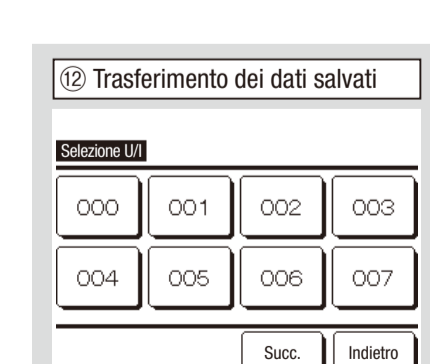 ⑫ Trasferimento dei dati salvati
Selezione U/I
000 001 002 003
004 005 006 007
Succ. Indietro